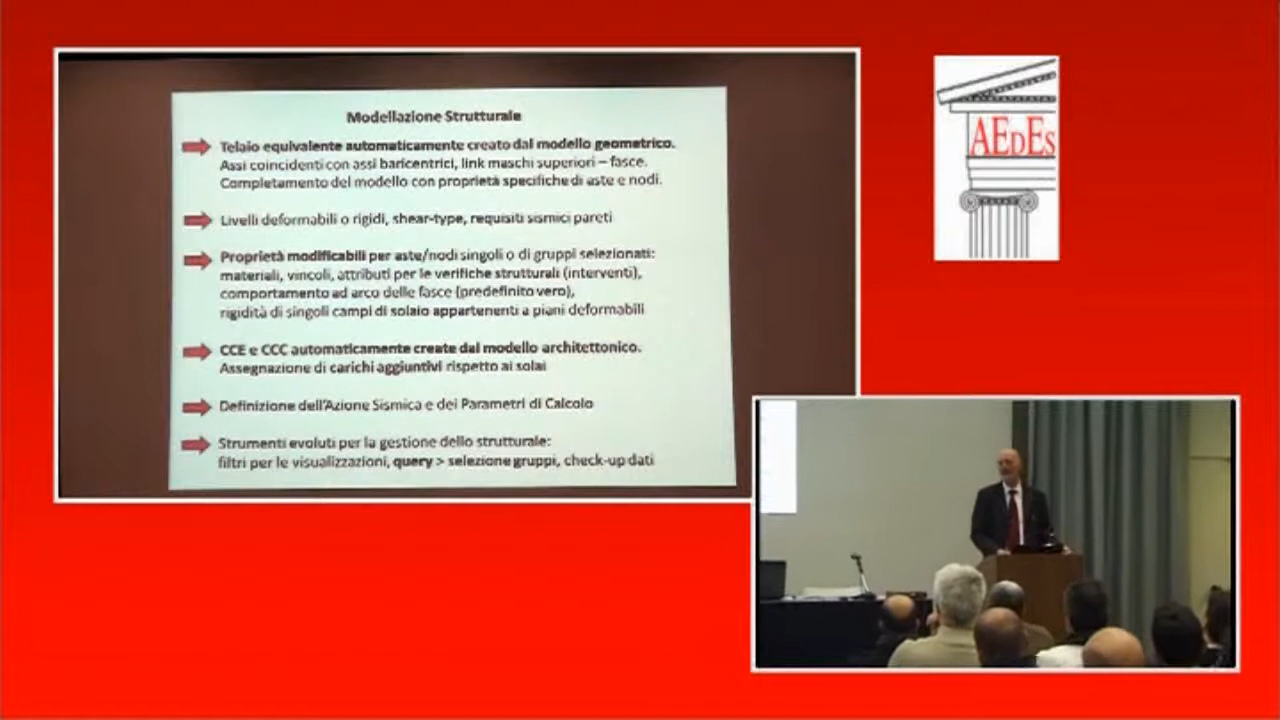 Modellazione Strutturale
Telaio equivalente automaticamente creato dal modello geometrico.
Assi coincidenti con assi baricentrici, link maschi superiori – fasce.
Completamento del modello con proprietà specifiche di aste e nodi.
Livelli deformabili o rigidi, shear-type, requisiti sismici pareti
Proprietà modificabili per aste/nodi singoli o di gruppi selezionati:
materiali, vincoli, attributi per le verifiche strutturali (interventi),
comportamento ad arco delle fasce (predefinito vero),
rigidità di singoli campi di solaio appartenenti a piani deformabili
CCE e CCC automaticamente create dal modello architettonico.
Assegnazione di carichi aggiuntivi rispetto ai solai
Definizione dell'Azione Sismica e dei Parametri di Calcolo
Strumenti evoluti per la gestione dello strutturale:
filtri per le visualizzazioni, query > selezione gruppi, check-up dati
AEDES